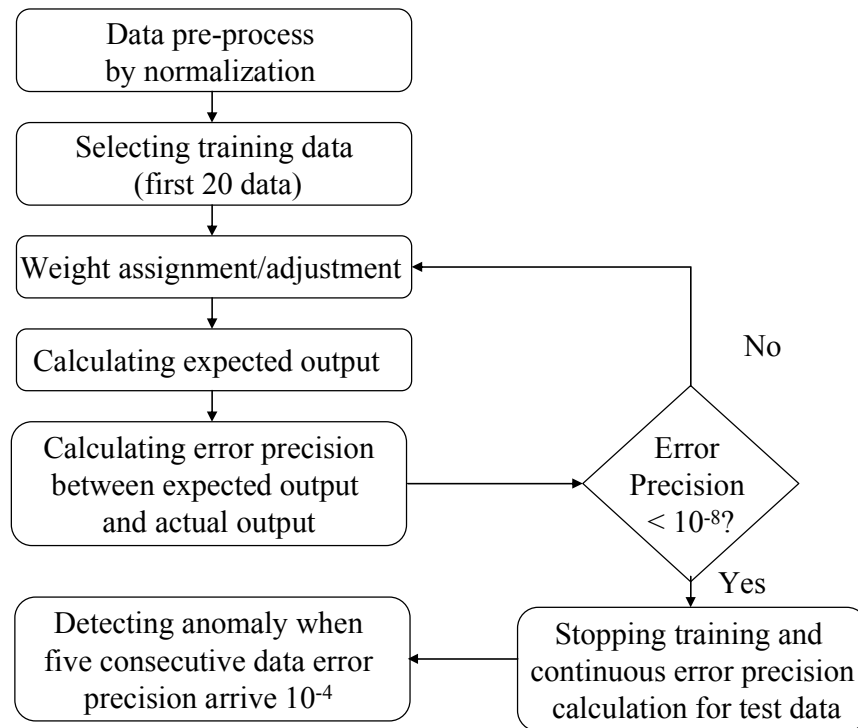 Data pre-process
by normalization
Selecting training data
(first 20 data)
Weight assignment/adjustment
Calculating expected output
Calculating error precision
between expected output
and actual output
No
Error
Precision
< 10⁻⁸?
Yes
Stopping training and
continuous error precision
calculation for test data
Detecting anomaly when
five consecutive data error
precision arrive 10⁻⁴